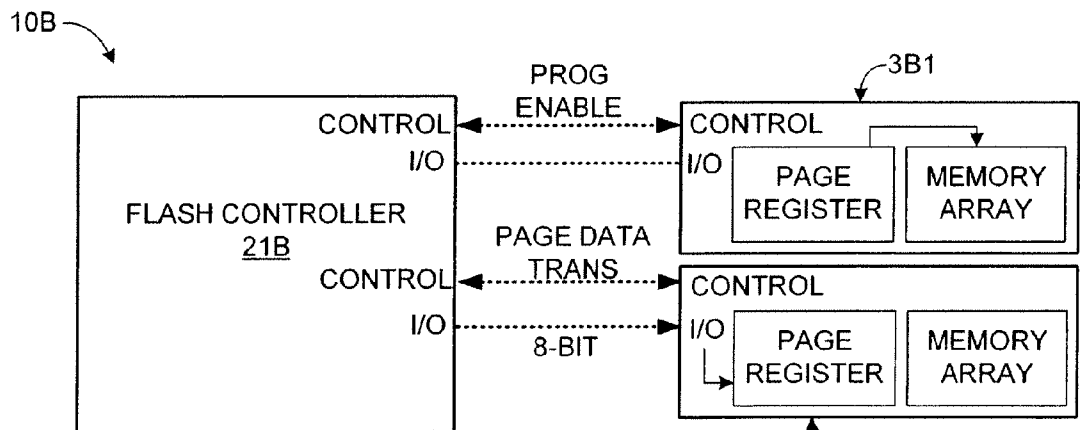 10B
FLASH CONTROLLER
21B
CONTROL
I/O
CONTROL
I/O
PROG
ENABLE
PAGE DATA
TRANS
8-BIT
3B1
CONTROL
I/O
PAGE
REGISTER
MEMORY
ARRAY
CONTROL
I/O
PAGE
REGISTER
MEMORY
ARRAY